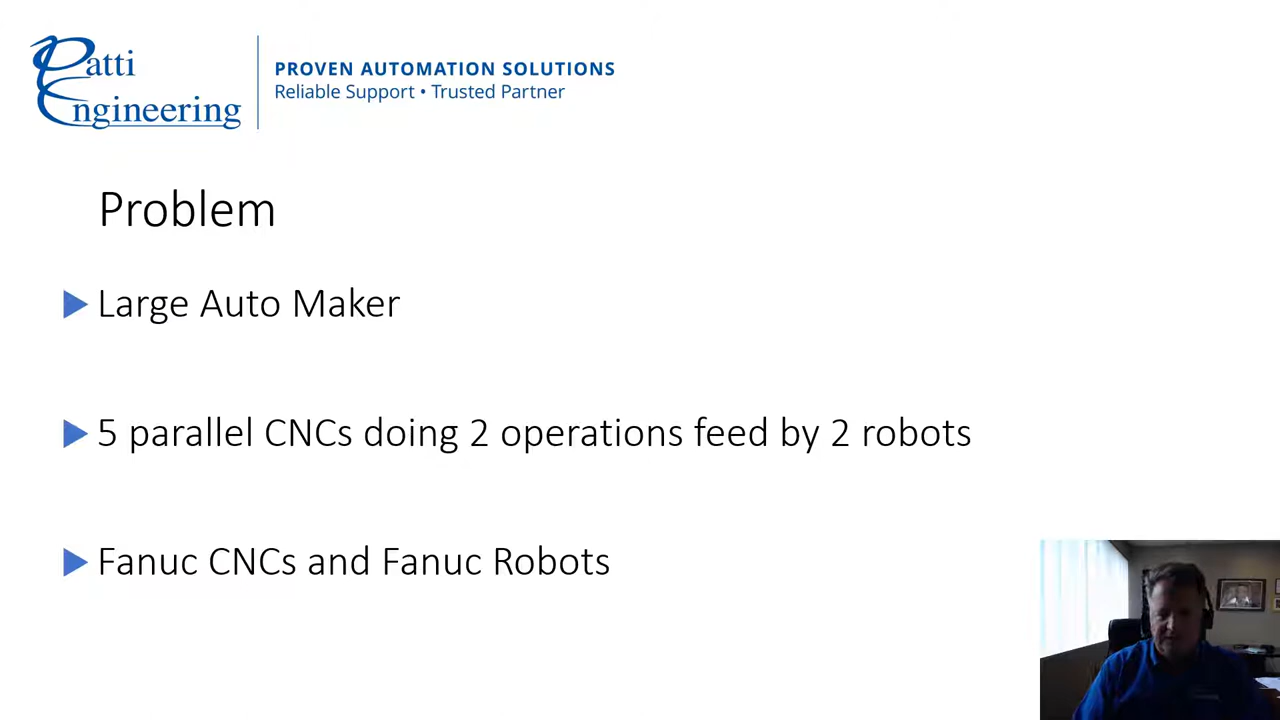 Patti
Engineering
PROVEN AUTOMATION SOLUTIONS
Reliable Support • Trusted Partner
Problem
Large Auto Maker
5 parallel CNCs doing 2 operations feed by 2 robots
Fanuc CNCs and Fanuc Robots